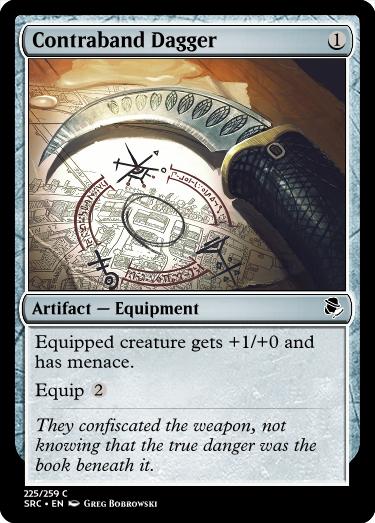 Contraband Dagger 1
Artifact — Equipment
Equipped creature gets +1/+0 and
has menace.
Equip 2
They confiscated the weapon, not
knowing that the true danger was the
book beneath it.
225/259 C
SRC • EN Greg Bobrowski